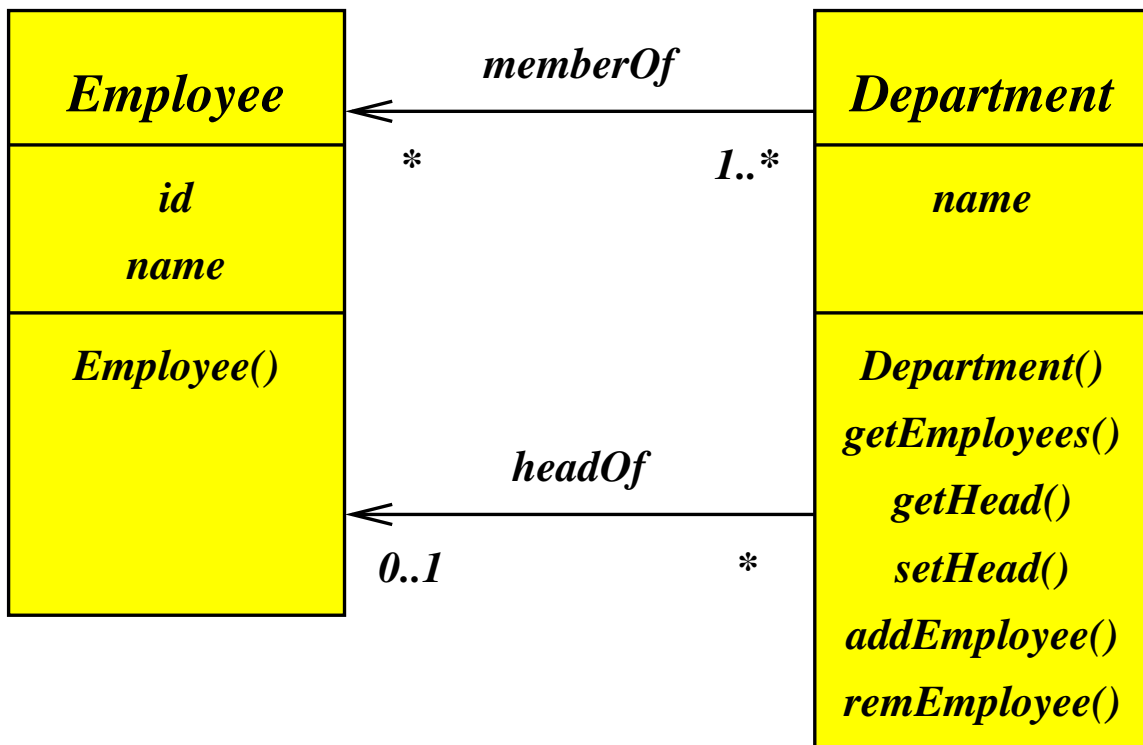 Employee
id
name
Employee()
memberOf
*
1..*
headOf
0..1
*
Department
name
Department()
getEmployees()
getHead()
setHead()
addEmployee()
remEmployee()